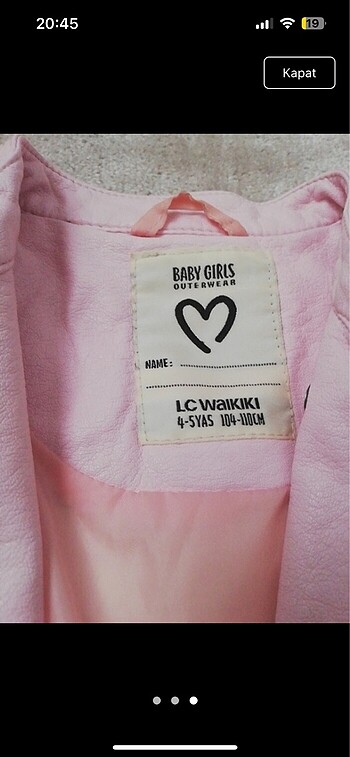 20:45
19
Kapat
BABY GIRLS
OUTERWEAR
NAME:
LC WAIKIKI
4-5YAS 104-110CM